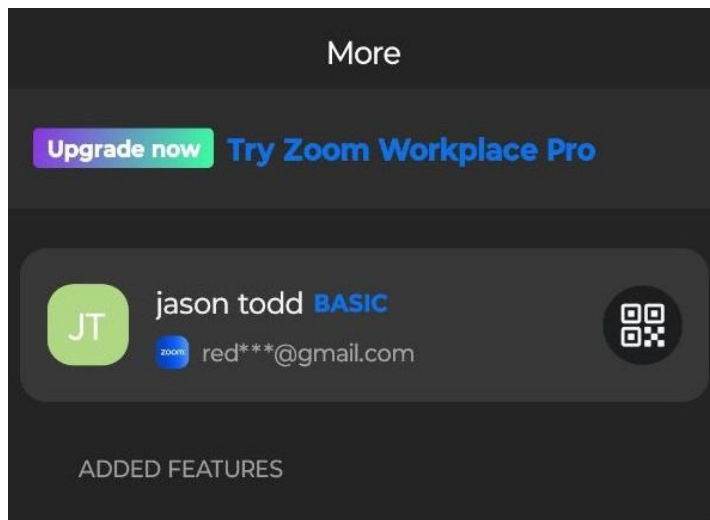 More
Upgrade now Try Zoom Workplace Pro
JT
jason todd BASIC
zoom red***@gmail.com
ADDED FEATURES